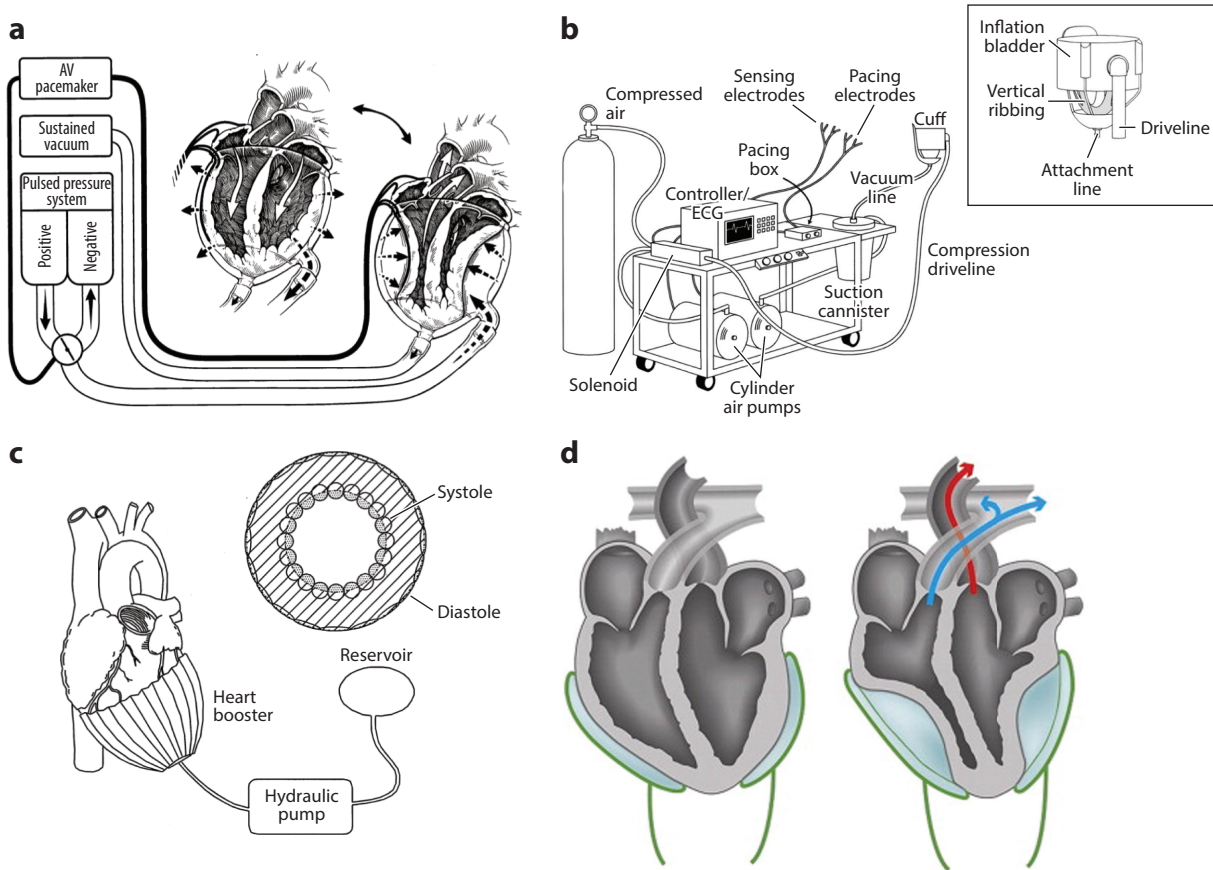 a
AV
pacemaker
Sustained
vacuum
Pulsed pressure
system
Positive
Negative
b
Compressed
air
Sensing
electrodes
Pacing
electrodes
Pacing
box
Controller/
ECG
Cuff
Vacuum
line
Compression
driveline
Suction
cannister
Solenoid
Cylinder
air pumps
Inflation
bladder
Vertical
ribbing
Driveline
Attachment
line
c
Systole
Diastole
Reservoir
Heart
booster
Hydraulic
pump
d